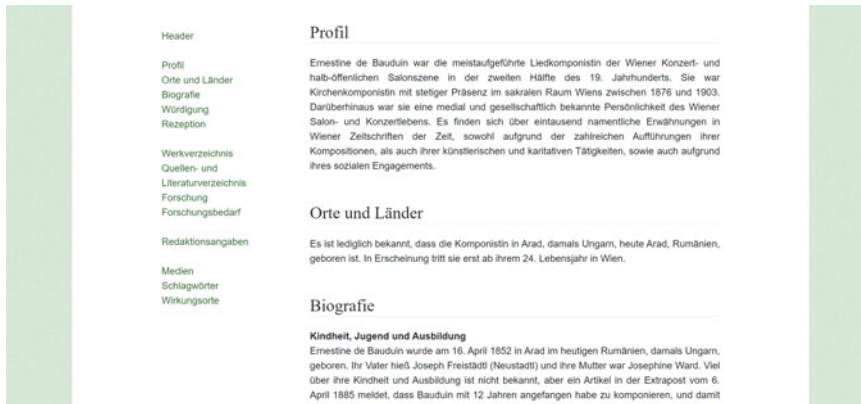 Header
Profil
Orte und Länder
Biografie
Würdigung
Rezeption
Werkverzeichnis
Quellen- und
Literaturverzeichnis
Forschung
Forschungsbedarf
Redaktionsangaben
Medien
Schlagwörter
Wirkungsorte
Profil
Ernestine de Bauduin war die meistaufgeführte Liedkomponistin der Wiener Konzert- und
halb-öffenlichen Salonszene in der zweiten Hälfte des 19. Jahrhunderts. Sie war
Kirchenkomponistin mit stetiger Präsenz im sakralen Raum Wiens zwischen 1876 und 1903.
Darüberhinaus war sie eine medial und gesellschaftlich bekannte Persönlichkeit des Wiener
Salon- und Konzertlebens. Es finden sich über eintausend namentliche Erwähnungen in
Wiener Zeitschriften der Zeit, sowohl aufgrund der zahlreichen Aufführungen ihrer
Kompositionen, als auch ihrer künstlerischen und karitativen Tätigkeiten, sowie auch aufgrund
ihres sozialen Engagements.
Orte und Länder
Es ist lediglich bekannt, dass die Komponistin in Arad, damals Ungarn, heute Arad, Rumänien,
geboren ist. In Erscheinung tritt sie erst ab ihrem 24. Lebensjahr in Wien.
Biografie
Kindheit, Jugend und Ausbildung
Ernestine de Bauduin wurde am 16. April 1852 in Arad im heutigen Rumänien, damals Ungarn,
geboren. Ihr Vater hieß Joseph Freistädtl (Neustadtl) und ihre Mutter war Josephine Ward. Viel
über ihre Kindheit und Ausbildung ist nicht bekannt, aber ein Artikel in der Extrapost vom 6.
April 1885 meldet, dass Bauduin mit 12 Jahren angefangen habe zu komponieren, und damit